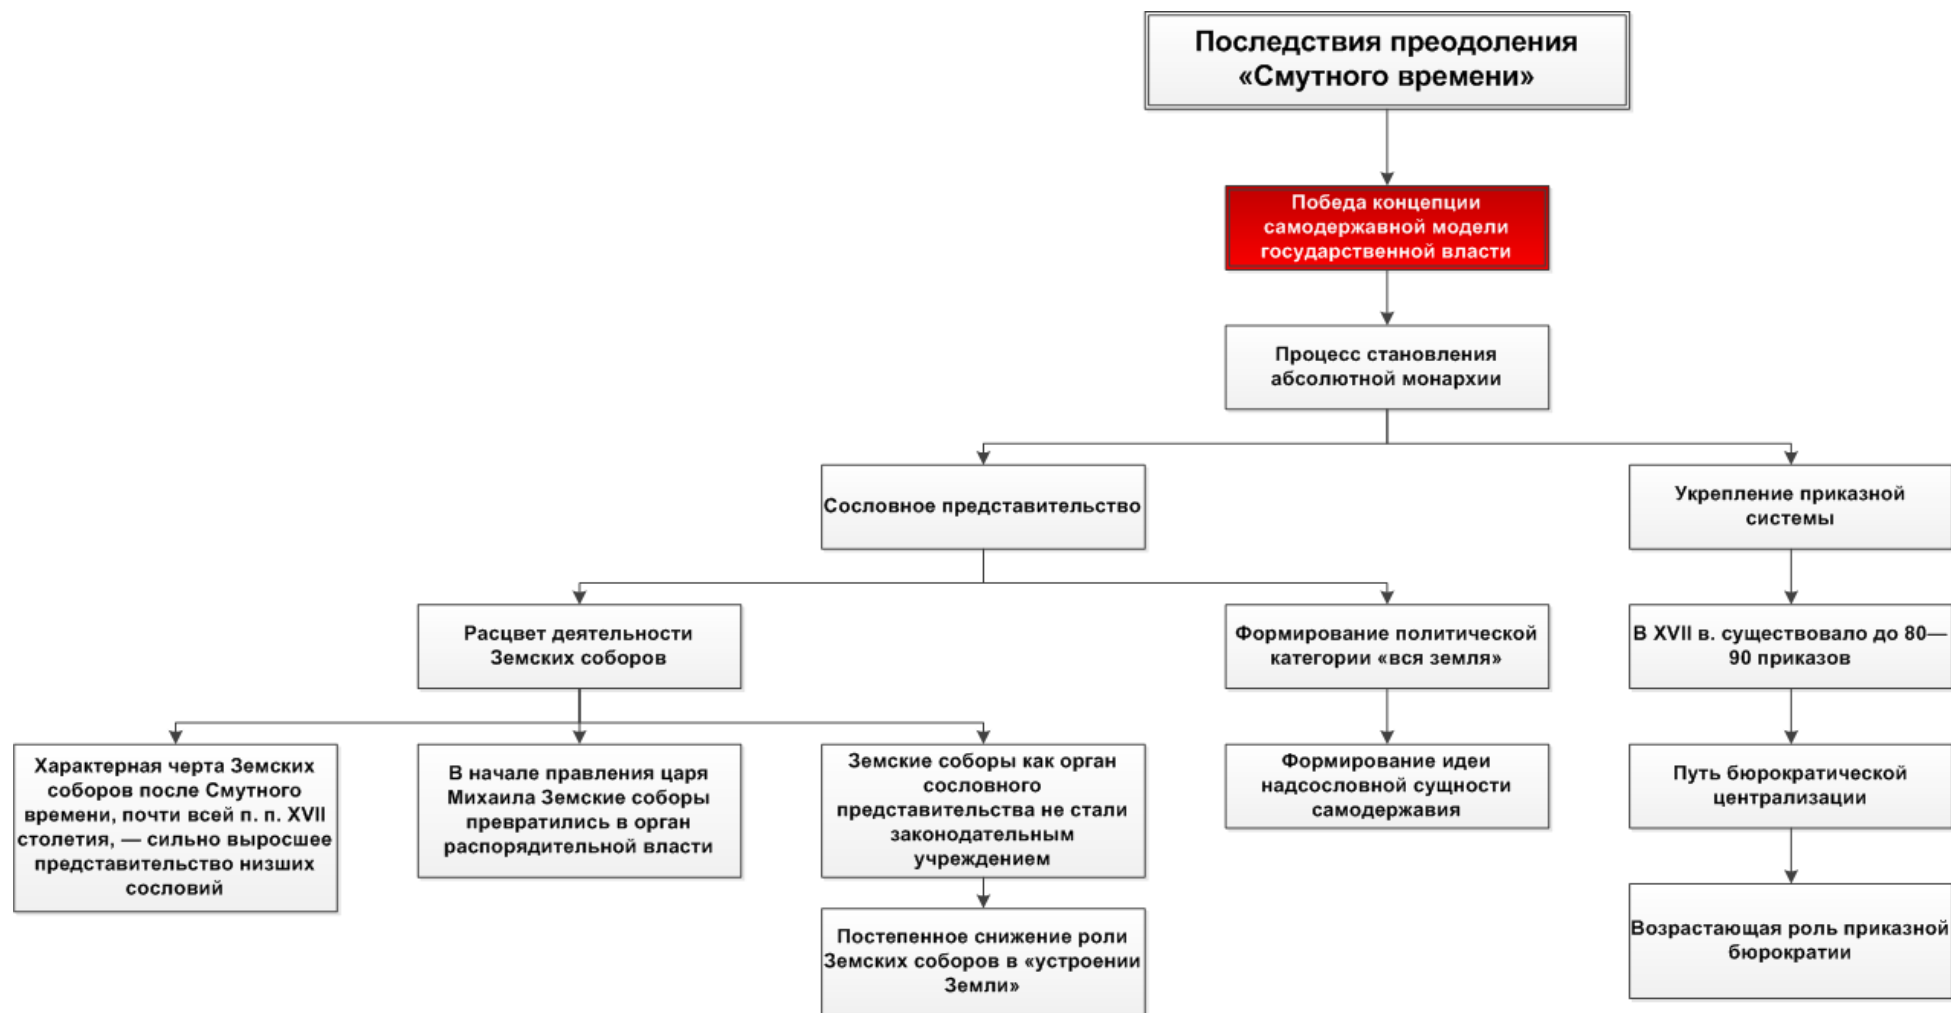 Последствия преодоления
«Смутного времени»
Победа концепции
самодержавной модели
государственной власти
Процесс становления
абсолютной монархии
Сословное представительство
Укрепление приказной
системы
Расцвет деятельности
Земских соборов
Формирование политической
категории «вся земля»
В XVII в. существовало до 80—
90 приказов
Характерная черта Земских
соборов после Смутного
времени, почти всей п. п. XVII
столетия, — сильно выросшее
представительство низших
сословий
В начале правления царя
Михаила Земские соборы
превратились в орган
распорядительной власти
Земские соборы как орган
сословного
представительства не стали
законодательным
учреждением
Формирование идеи
надсословной сущности
самодержавия
Путь бюрократической
централизации
Постепенное снижение роли
Земских соборов в «устроении
Земли»
Возрастающая роль приказной
бюрократии